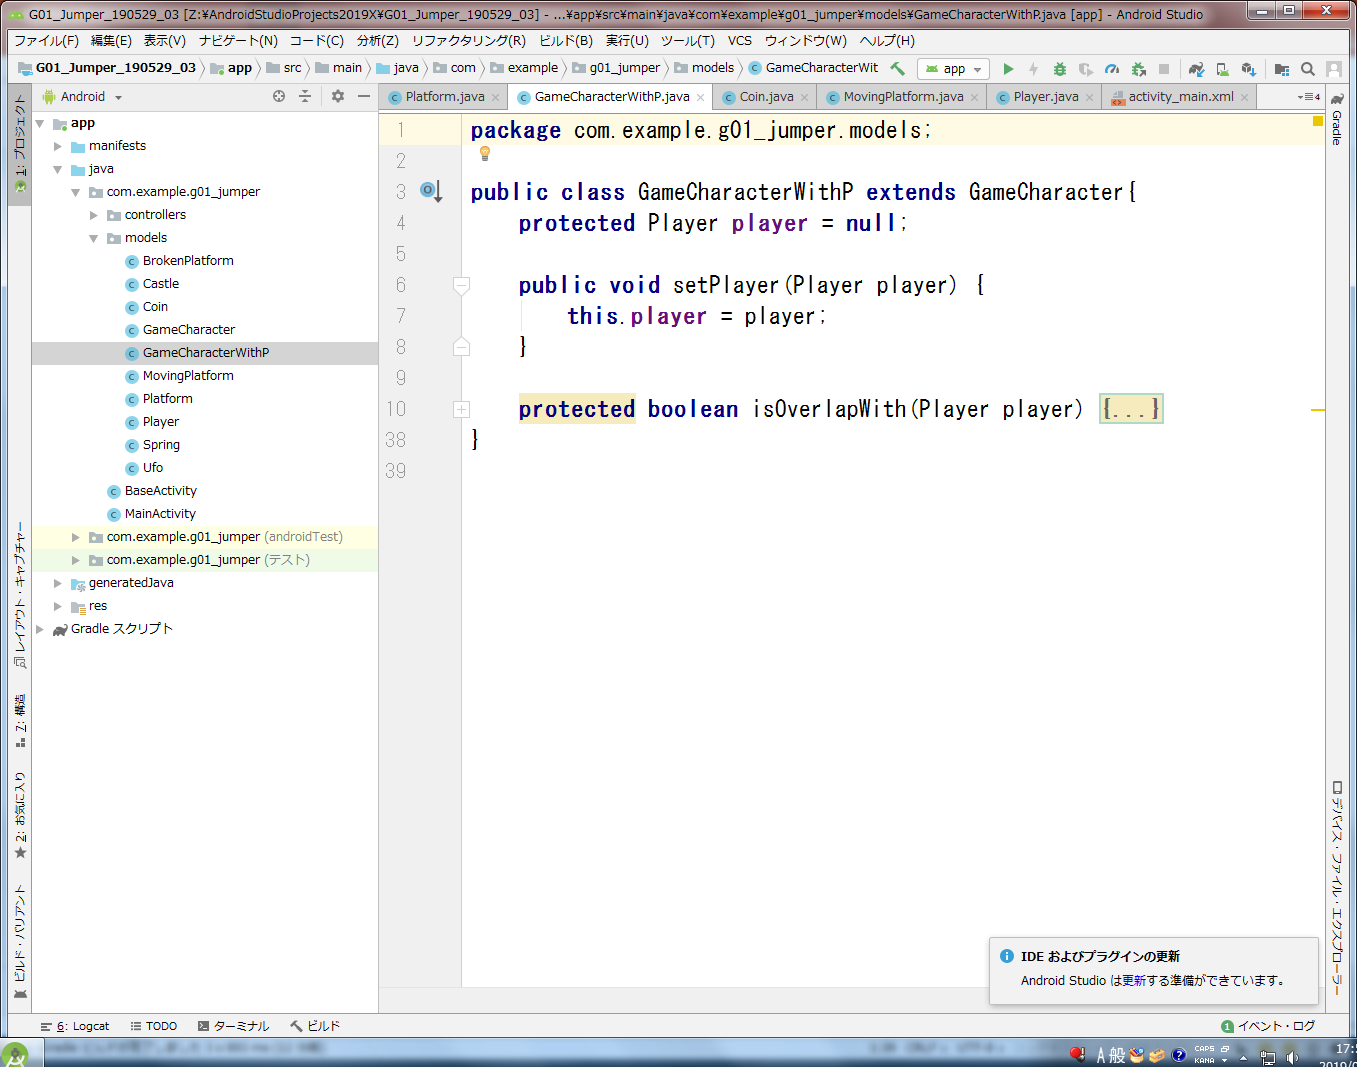 G01_Jumper_190529_03 [Z:¥AndroidStudioProjects2019X¥G01_Jumper_190529_03] - ...¥app¥src¥main¥java¥com¥example¥g01_jumper¥models¥GameCharacterWithP.java [app] - Android Studio
ファイル(F) 編集(E) 表示(V) ナビゲート(N) コード(C) 分析(Z) リファクタリング(R) ビルド(B) 実行(U) ツール(T) VCS ウィンドウ(W) ヘルプ(H)
G01_Jumper_190529_03 app src main java com example g01_jumper models GameCharacterWit app
Android
Platform.java GameCharacterWithP.java Coin.java MovingPlatform.java Player.java activity_main.xml 4
1: プロジェクト
レイアウト・キャプチャー
Z: 構造
2: お気に入り
ビルド・バリアント
app
manifests
java
com.example.g01_jumper
controllers
models
BrokenPlatform
Castle
Coin
GameCharacter
GameCharacterWithP
MovingPlatform
Platform
Player
Spring
Ufo
BaseActivity
MainActivity
com.example.g01_jumper (androidTest)
com.example.g01_jumper (テスト)
generatedJava
res
Gradle スクリプト
1 package com.example.g01_jumper.models;
2
3 public class GameCharacterWithP extends GameCharacter{
4 protected Player player = null;
5
6 public void setPlayer(Player player) {
7 this.player = player;
8 }
9
10 protected boolean isOverlapWith(Player player) {...}
38 }
39
Gradle
デバイス・ファイル・エクスプローラー
IDE およびプラグインの更新
Android Studio は更新する準備ができています。
6: Logcat TODO ターミナル ビルド 1 イベント・ログ
A 般 CAPS KANA